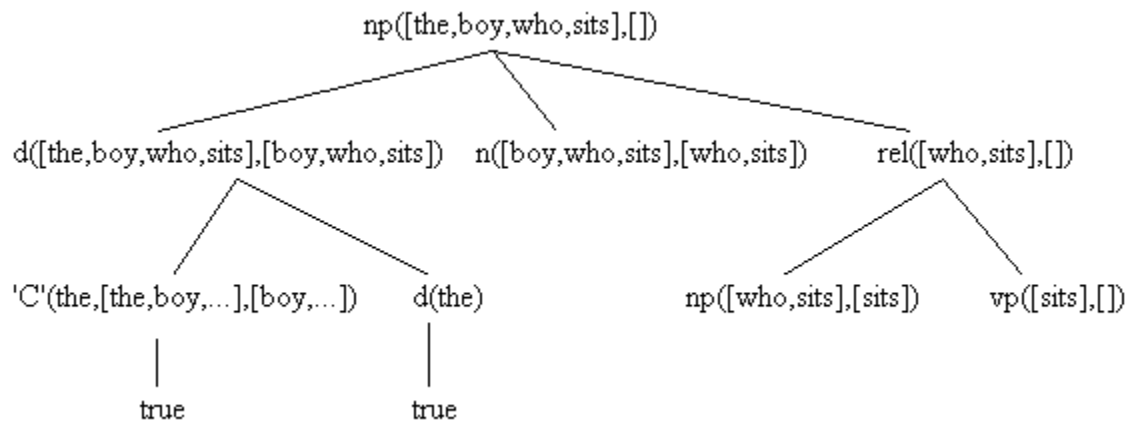 np([the,boy,who,sits],[])
d([the,boy,who,sits],[boy,who,sits]) n([boy,who,sits],[who,sits]) rel([who,sits],[])
'C'(the,[the,boy,...],[boy,...]) d(the) np([who,sits],[sits]) vp([sits],[])
true true